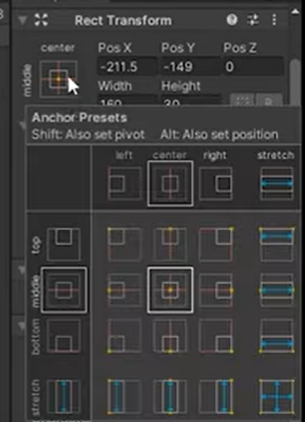 Rect Transform
center
Pos X Pos Y Pos Z
middle
-211.5 -149 0
Width Height
160 30
R
Anchor Presets
Shift: Also set pivot Alt: Also set position
left center right stretch
top
middle
bottom
stretch